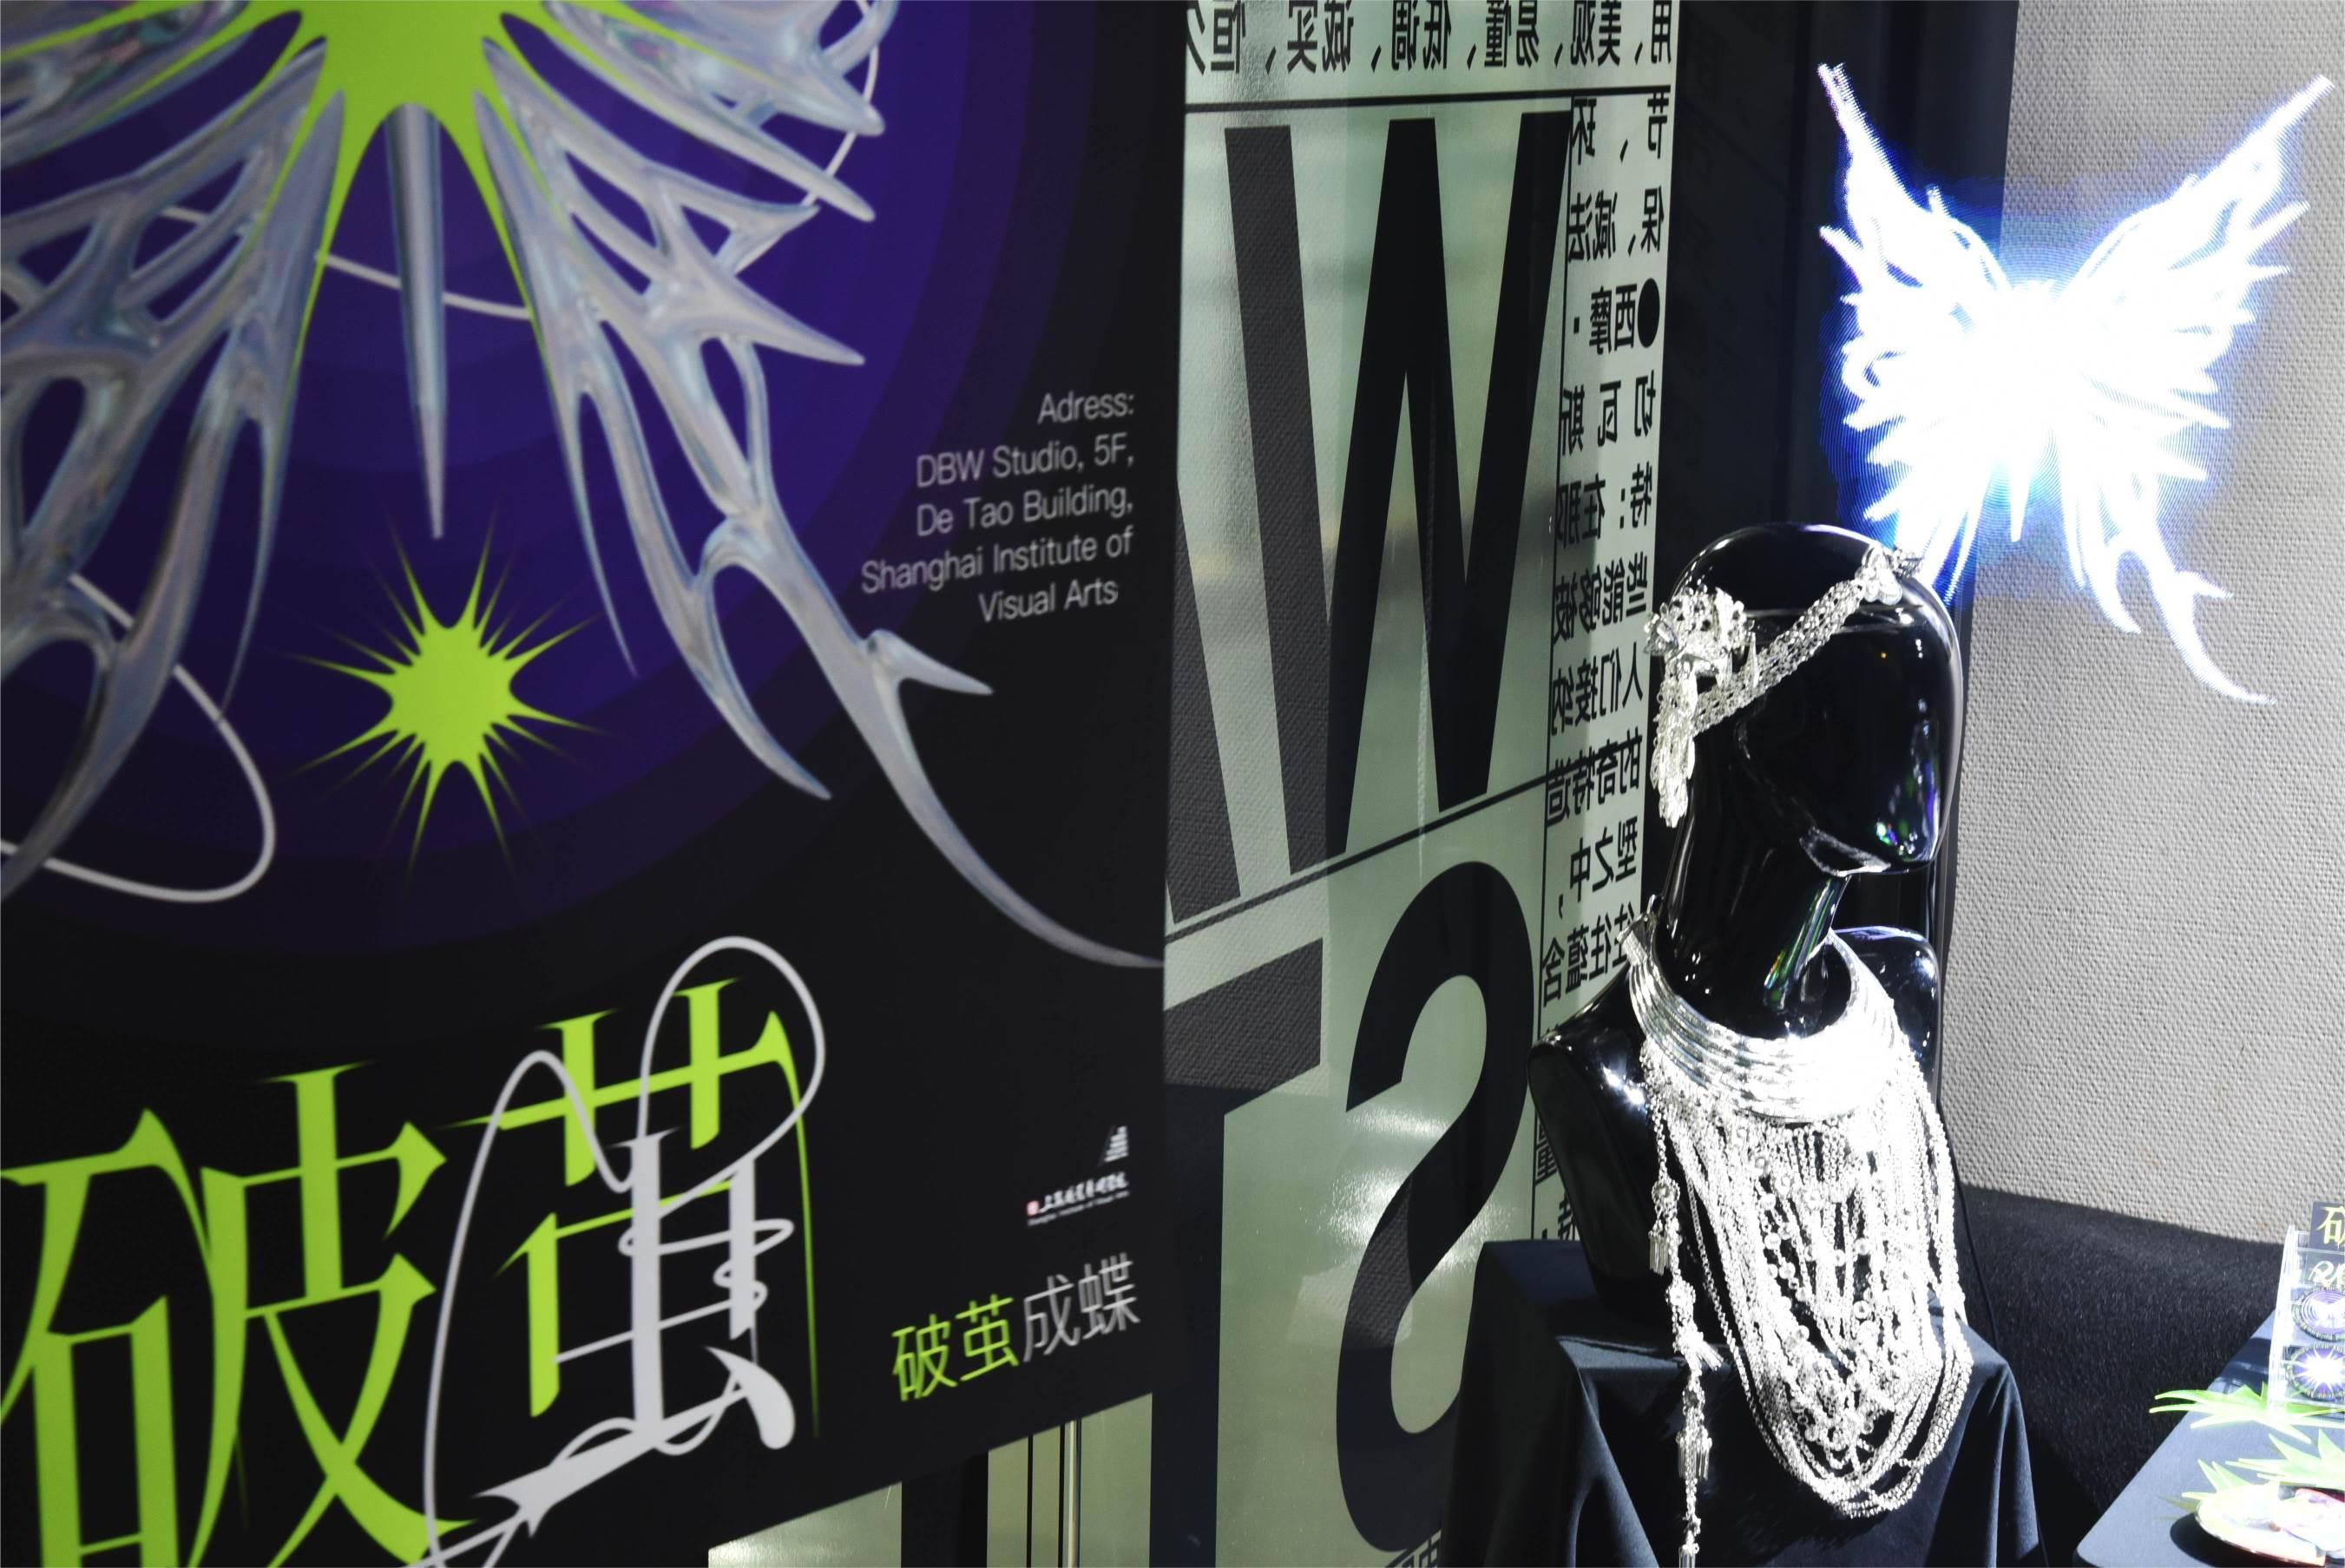 Adress:
DBW Studio, 5F,
De Tao Building,
Shanghai Institute of
Visual Arts
破茧
破茧成蝶
用、美观、易懂、低调、诚实、恒久
节、环
保、减法
●西摩·
切瓦斯
特：在那
些能够被
人们接纳
的奇特造
型之中，
往往蕴含
W
S